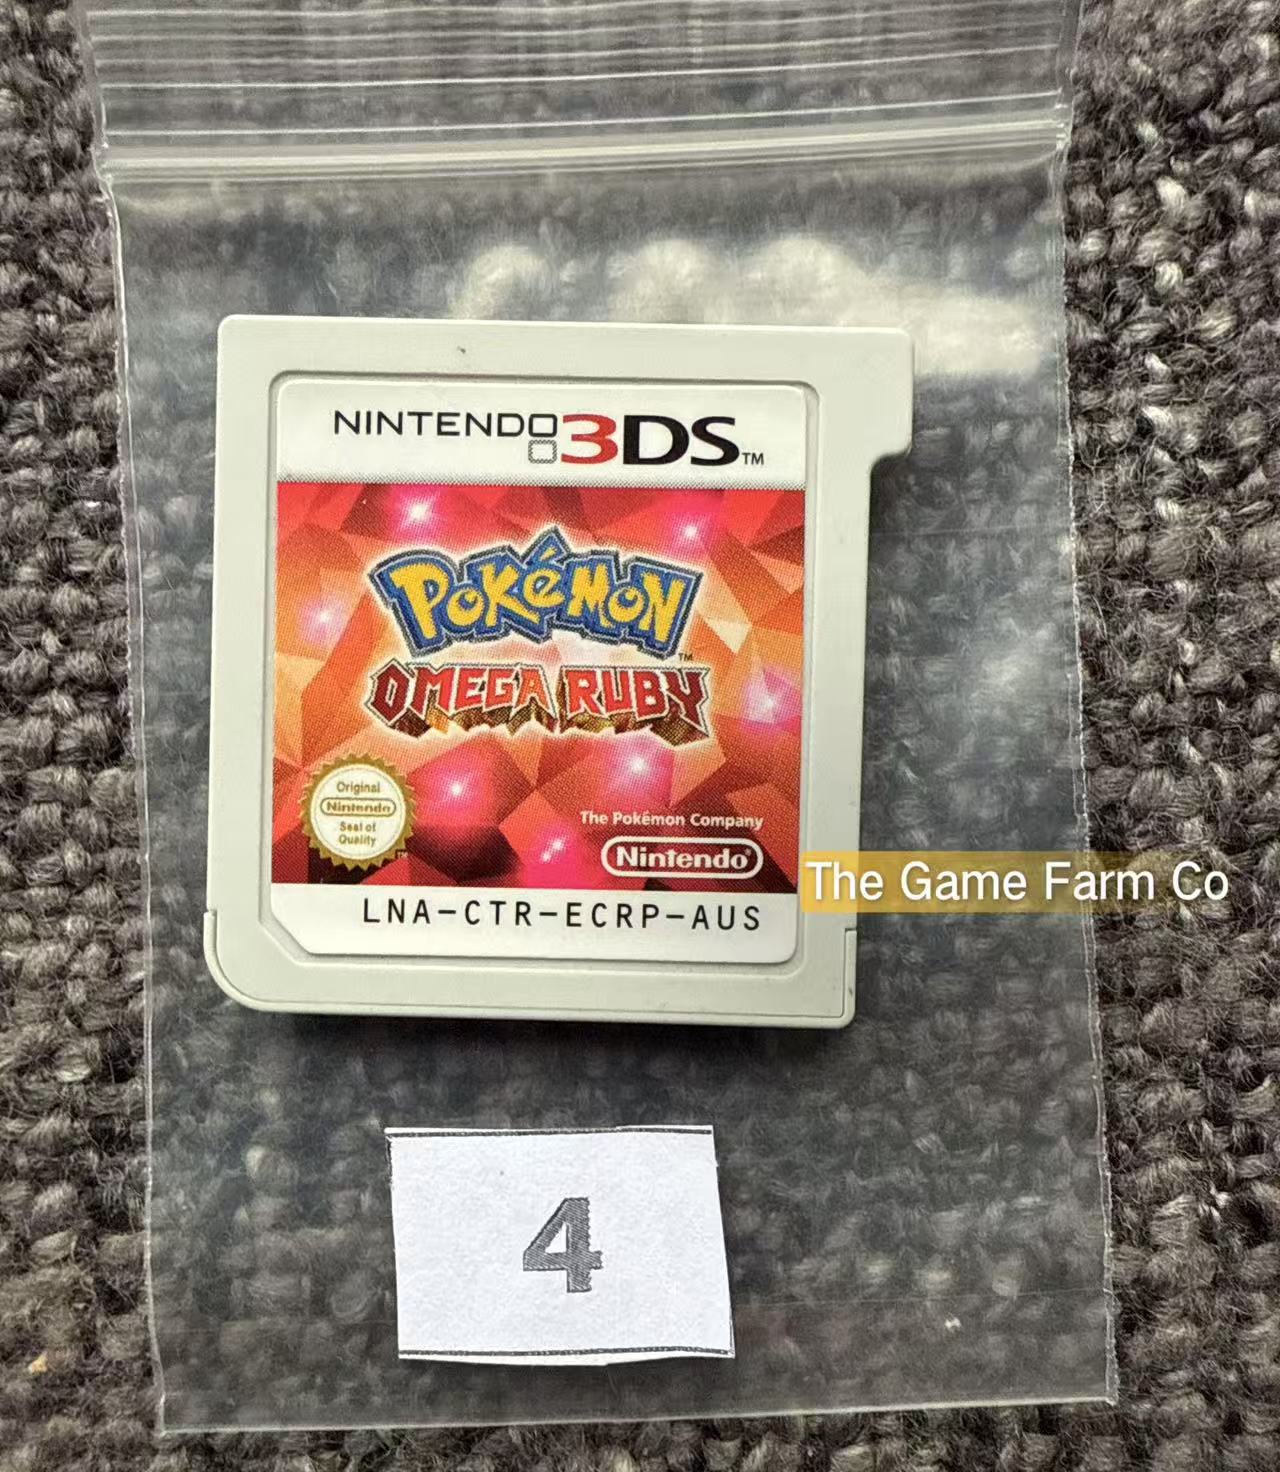 NINTENDO 3DS™
POKéMON™
OMEGA RUBY
Original
Nintendo
Seal of
Quality
™
The Pokémon Company
Nintendo®
LNA-CTR-ECRP-AUS
The Game Farm Co
4